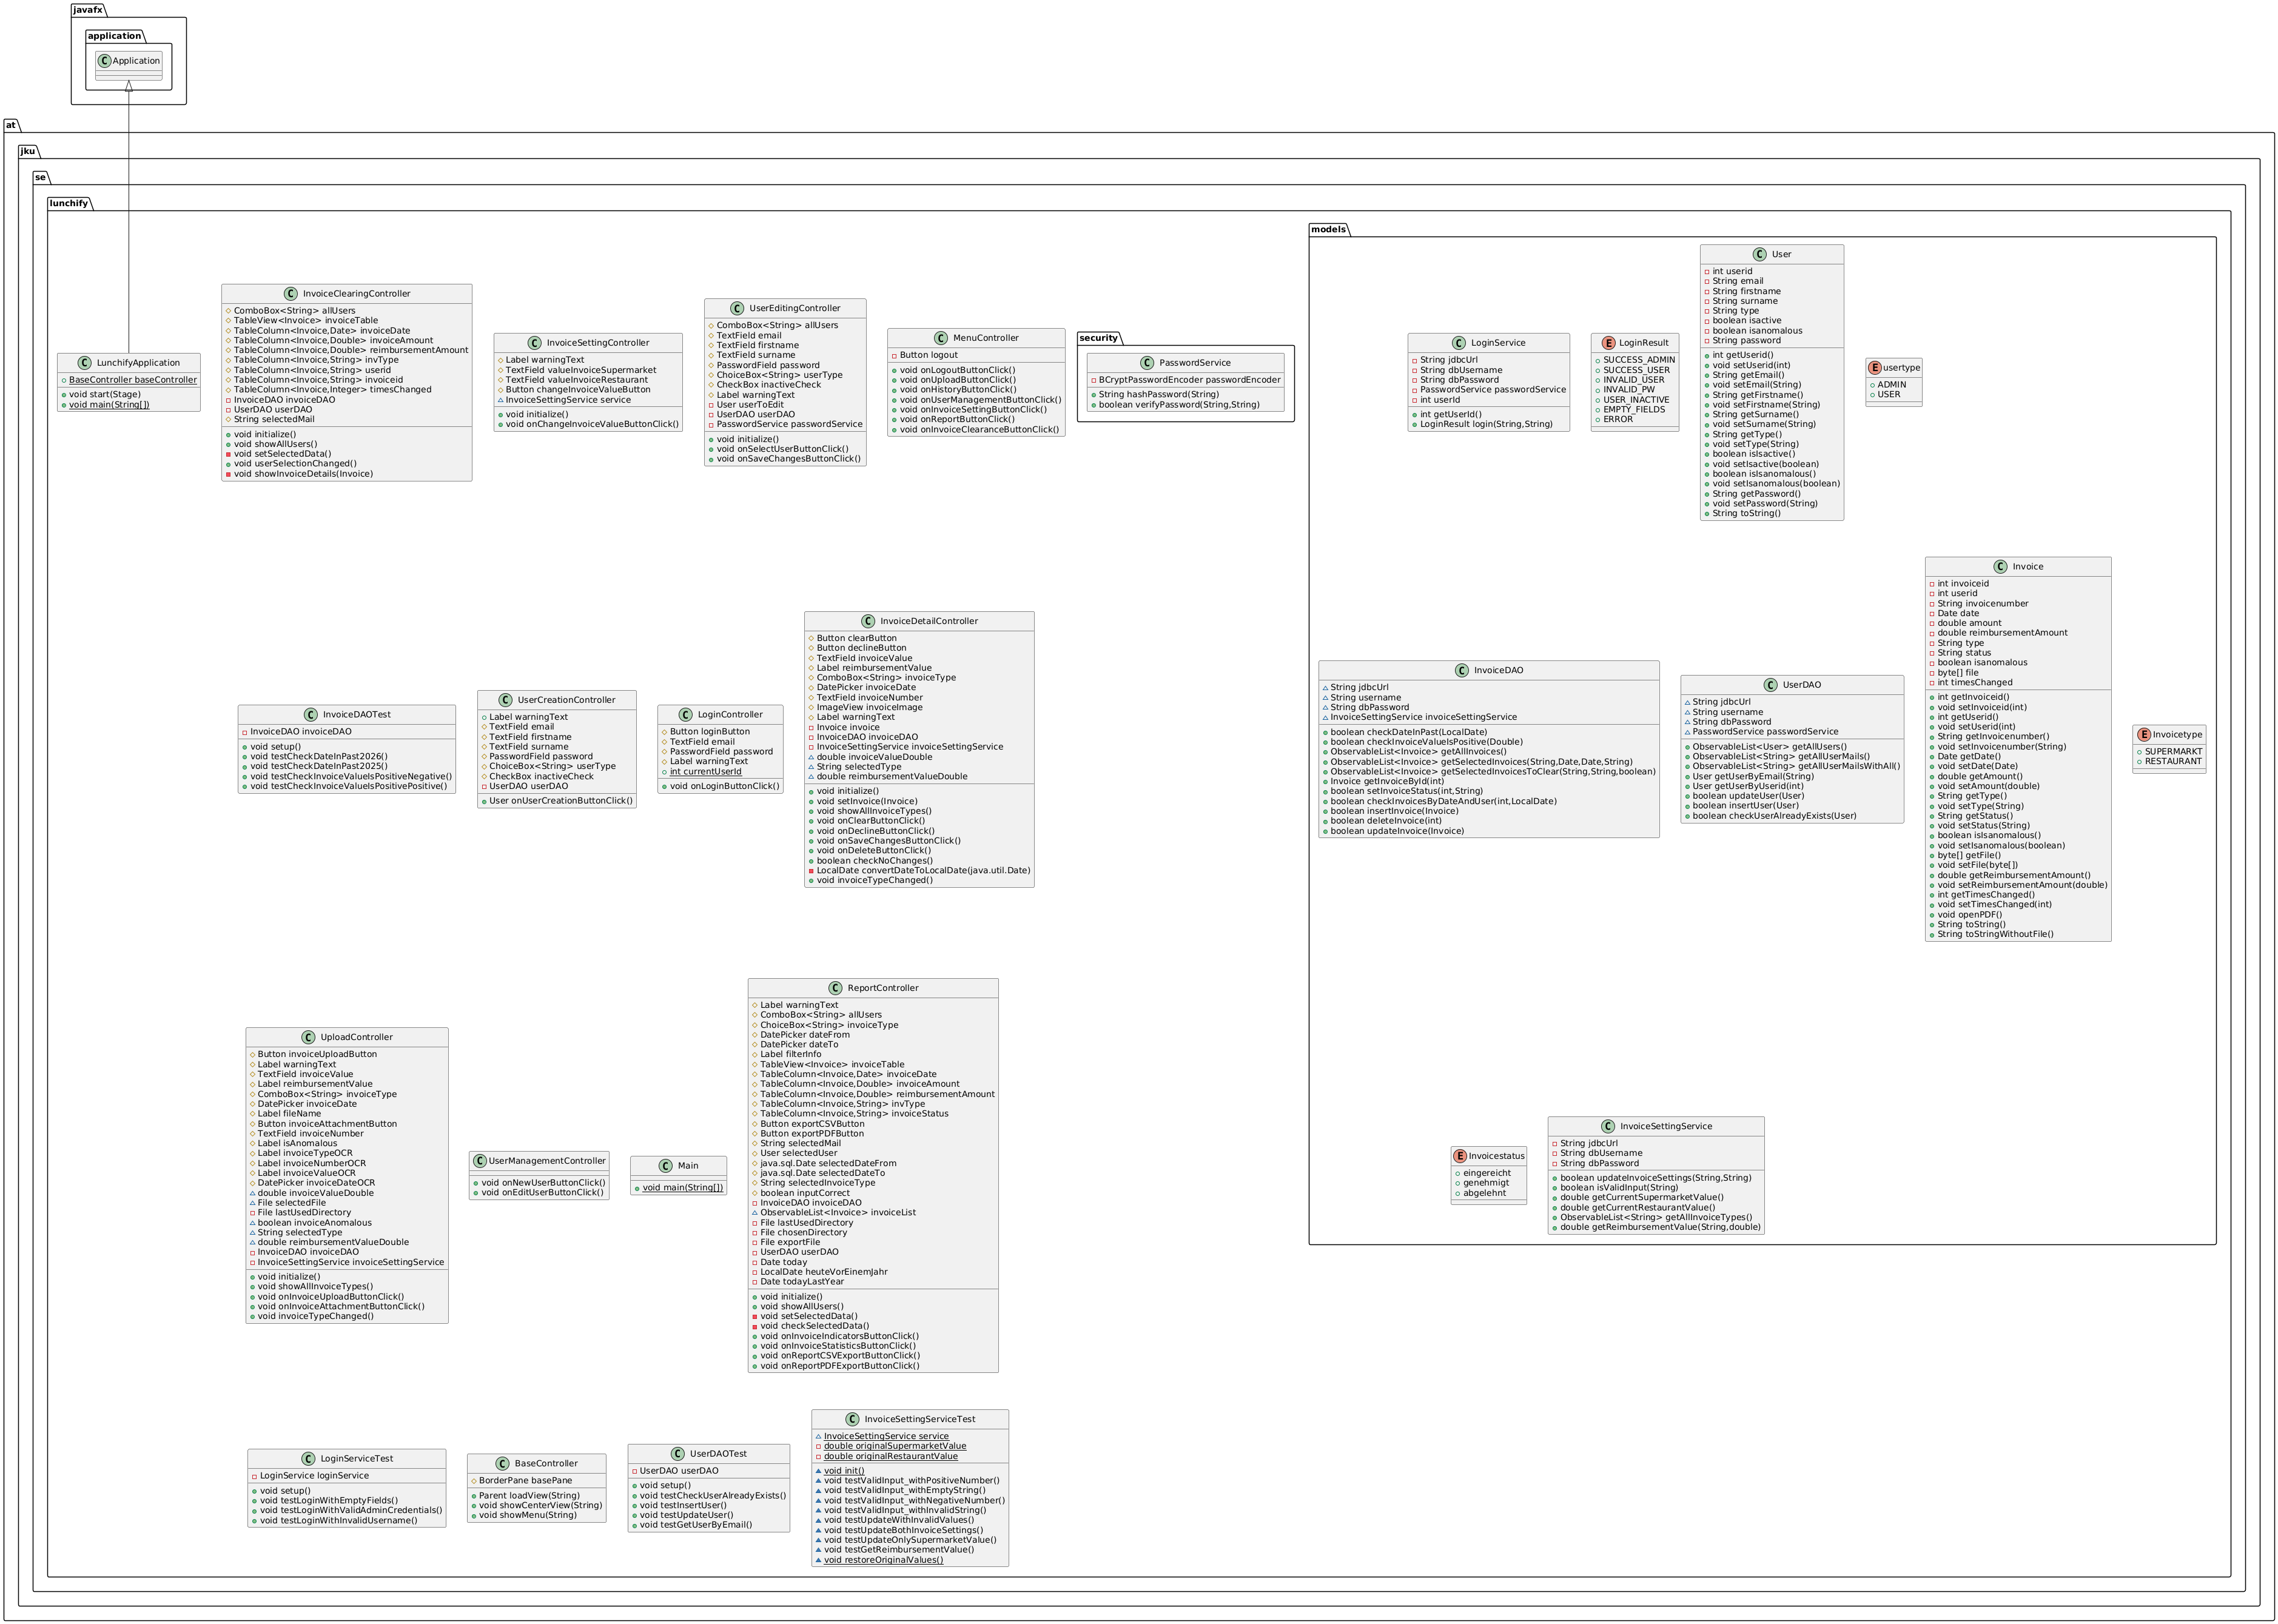 javafx
application
C Application
at
jku
se
lunchify
C LunchifyApplication
BaseController baseController
void start(Stage)
void main(String[])
C InvoiceClearingController
ComboBox<String> allUsers
TableView<Invoice> invoiceTable
TableColumn<Invoice,Date> invoiceDate
TableColumn<Invoice,Double> invoiceAmount
TableColumn<Invoice,Double> reimbursementAmount
TableColumn<Invoice,String> invType
TableColumn<Invoice,String> userid
TableColumn<Invoice,String> invoiceid
TableColumn<Invoice,Integer> timesChanged
InvoiceDAO invoiceDAO
UserDAO userDAO
String selectedMail
void initialize()
void showAllUsers()
void setSelectedData()
void userSelectionChanged()
void showInvoiceDetails(Invoice)
C InvoiceSettingController
Label warningText
TextField valueInvoiceSupermarket
TextField valueInvoiceRestaurant
Button changeInvoiceValueButton
InvoiceSettingService service
void initialize()
void onChangeInvoiceValueButtonClick()
C UserEditingController
ComboBox<String> allUsers
TextField email
TextField firstname
TextField surname
PasswordField password
ChoiceBox<String> userType
CheckBox inactiveCheck
Label warningText
User userToEdit
UserDAO userDAO
PasswordService passwordService
void initialize()
void onSelectUserButtonClick()
void onSaveChangesButtonClick()
C MenuController
Button logout
void onLogoutButtonClick()
void onUploadButtonClick()
void onHistoryButtonClick()
void onUserManagementButtonClick()
void onInvoiceSettingButtonClick()
void onReportButtonClick()
void onInvoiceClearanceButtonClick()
security
C PasswordService
BCryptPasswordEncoder passwordEncoder
String hashPassword(String)
boolean verifyPassword(String,String)
C InvoiceDAOTest
InvoiceDAO invoiceDAO
void setup()
void testCheckDateInPast2026()
void testCheckDateInPast2025()
void testCheckInvoiceValueIsPositiveNegative()
void testCheckInvoiceValueIsPositivePositive()
C UserCreationController
Label warningText
TextField email
TextField firstname
TextField surname
PasswordField password
ChoiceBox<String> userType
CheckBox inactiveCheck
UserDAO userDAO
User onUserCreationButtonClick()
C LoginController
Button loginButton
TextField email
PasswordField password
Label warningText
int currentUserId
void onLoginButtonClick()
C InvoiceDetailController
Button clearButton
Button declineButton
TextField invoiceValue
Label reimbursementValue
ComboBox<String> invoiceType
DatePicker invoiceDate
TextField invoiceNumber
ImageView invoiceImage
Label warningText
Invoice invoice
InvoiceDAO invoiceDAO
InvoiceSettingService invoiceSettingService
double invoiceValueDouble
String selectedType
double reimbursementValueDouble
void initialize()
void setInvoice(Invoice)
void showAllInvoiceTypes()
void onClearButtonClick()
void onDeclineButtonClick()
void onSaveChangesButtonClick()
void onDeleteButtonClick()
boolean checkNoChanges()
LocalDate convertDateToLocalDate(java.util.Date)
void invoiceTypeChanged()
C UploadController
Button invoiceUploadButton
Label warningText
TextField invoiceValue
Label reimbursementValue
ComboBox<String> invoiceType
DatePicker invoiceDate
Label fileName
Button invoiceAttachmentButton
TextField invoiceNumber
Label isAnomalous
Label invoiceTypeOCR
Label invoiceNumberOCR
Label invoiceValueOCR
DatePicker invoiceDateOCR
double invoiceValueDouble
File selectedFile
File lastUsedDirectory
boolean invoiceAnomalous
String selectedType
double reimbursementValueDouble
InvoiceDAO invoiceDAO
InvoiceSettingService invoiceSettingService
void initialize()
void showAllInvoiceTypes()
void onInvoiceUploadButtonClick()
void onInvoiceAttachmentButtonClick()
void invoiceTypeChanged()
C UserManagementController
void onNewUserButtonClick()
void onEditUserButtonClick()
C Main
void main(String[])
C ReportController
Label warningText
ComboBox<String> allUsers
ChoiceBox<String> invoiceType
DatePicker dateFrom
DatePicker dateTo
Label filterInfo
TableView<Invoice> invoiceTable
TableColumn<Invoice,Date> invoiceDate
TableColumn<Invoice,Double> invoiceAmount
TableColumn<Invoice,Double> reimbursementAmount
TableColumn<Invoice,String> invType
TableColumn<Invoice,String> invoiceStatus
Button exportCSVButton
Button exportPDFButton
String selectedMail
User selectedUser
java.sql.Date selectedDateFrom
java.sql.Date selectedDateTo
String selectedInvoiceType
boolean inputCorrect
InvoiceDAO invoiceDAO
ObservableList<Invoice> invoiceList
File lastUsedDirectory
File chosenDirectory
File exportFile
UserDAO userDAO
Date today
LocalDate heuteVorEinemJahr
Date todayLastYear
void initialize()
void showAllUsers()
void setSelectedData()
void checkSelectedData()
void onInvoiceIndicatorsButtonClick()
void onInvoiceStatisticsButtonClick()
void onReportCSVExportButtonClick()
void onReportPDFExportButtonClick()
C LoginServiceTest
LoginService loginService
void setup()
void testLoginWithEmptyFields()
void testLoginWithValidAdminCredentials()
void testLoginWithInvalidUsername()
C BaseController
BorderPane basePane
Parent loadView(String)
void showCenterView(String)
void showMenu(String)
C UserDAOTest
UserDAO userDAO
void setup()
void testCheckUserAlreadyExists()
void testInsertUser()
void testUpdateUser()
void testGetUserByEmail()
C InvoiceSettingServiceTest
InvoiceSettingService service
double originalSupermarketValue
double originalRestaurantValue
void init()
void testValidInput_withPositiveNumber()
void testValidInput_withEmptyString()
void testValidInput_withNegativeNumber()
void testValidInput_withInvalidString()
void testUpdateWithInvalidValues()
void testUpdateBothInvoiceSettings()
void testUpdateOnlySupermarketValue()
void testGetReimbursementValue()
void restoreOriginalValues()
models
C LoginService
String jdbcUrl
String dbUsername
String dbPassword
PasswordService passwordService
int userId
int getUserId()
LoginResult login(String,String)
E LoginResult
SUCCESS_ADMIN
SUCCESS_USER
INVALID_USER
INVALID_PW
USER_INACTIVE
EMPTY_FIELDS
ERROR
C User
int userid
String email
String firstname
String surname
String type
boolean isactive
boolean isanomalous
String password
int getUserid()
void setUserid(int)
String getEmail()
void setEmail(String)
String getFirstname()
void setFirstname(String)
String getSurname()
void setSurname(String)
String getType()
void setType(String)
boolean isIsactive()
void setIsactive(boolean)
boolean isIsanomalous()
void setIsanomalous(boolean)
String getPassword()
void setPassword(String)
String toString()
E usertype
ADMIN
USER
C InvoiceDAO
String jdbcUrl
String username
String dbPassword
InvoiceSettingService invoiceSettingService
boolean checkDateInPast(LocalDate)
boolean checkInvoiceValueIsPositive(Double)
ObservableList<Invoice> getAllInvoices()
ObservableList<Invoice> getSelectedInvoices(String,Date,Date,String)
ObservableList<Invoice> getSelectedInvoicesToClear(String,String,boolean)
Invoice getInvoiceById(int)
boolean setInvoiceStatus(int,String)
boolean checkInvoicesByDateAndUser(int,LocalDate)
boolean insertInvoice(Invoice)
boolean deleteInvoice(int)
boolean updateInvoice(Invoice)
C UserDAO
String jdbcUrl
String username
String dbPassword
PasswordService passwordService
ObservableList<User> getAllUsers()
ObservableList<String> getAllUserMails()
ObservableList<String> getAllUserMailsWithAll()
User getUserByEmail(String)
User getUserByUserid(int)
boolean updateUser(User)
boolean insertUser(User)
boolean checkUserAlreadyExists(User)
C Invoice
int invoiceid
int userid
String invoicenumber
Date date
double amount
double reimbursementAmount
String type
String status
boolean isanomalous
byte[] file
int timesChanged
int getInvoiceid()
void setInvoiceid(int)
int getUserid()
void setUserid(int)
String getInvoicenumber()
void setInvoicenumber(String)
Date getDate()
void setDate(Date)
double getAmount()
void setAmount(double)
String getType()
void setType(String)
String getStatus()
void setStatus(String)
boolean isIsanomalous()
void setIsanomalous(boolean)
byte[] getFile()
void setFile(byte[])
double getReimbursementAmount()
void setReimbursementAmount(double)
int getTimesChanged()
void setTimesChanged(int)
void openPDF()
String toString()
String toStringWithoutFile()
E Invoicetype
SUPERMARKT
RESTAURANT
E Invoicestatus
eingereicht
genehmigt
abgelehnt
C InvoiceSettingService
String jdbcUrl
String dbUsername
String dbPassword
boolean updateInvoiceSettings(String,String)
boolean isValidInput(String)
double getCurrentSupermarketValue()
double getCurrentRestaurantValue()
ObservableList<String> getAllInvoiceTypes()
double getReimbursementValue(String,double)